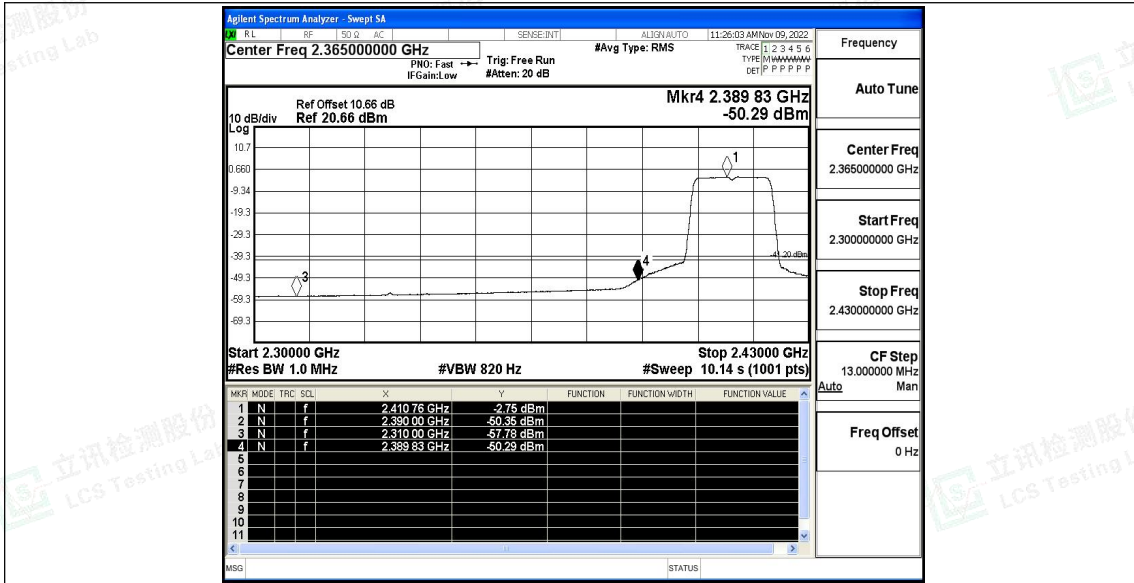 Agilent Spectrum Analyzer - Swept SA
RL RF 50 Ω AC SENSE:INT ALIGN AUTO 11:26:03 AM Nov 09, 2022
Center Freq 2.365000000 GHz
PNO: Fast
IFGain:Low
Trig: Free Run
#Atten: 20 dB
#Avg Type: RMS
TRACE 1 2 3 4 5 6
TYPE M W W W W W
DET P P P P P P
Ref Offset 10.66 dB
10 dB/div Ref 20.66 dBm
Log
Mkr4 2.389 83 GHz
-50.29 dBm
10.7
0.660
-9.34
-19.3
-29.3
-39.3
-49.3
-59.3
-69.3
1
3
4
-41.20 dBm
Start 2.30000 GHz Stop 2.43000 GHz
#Res BW 1.0 MHz #VBW 820 Hz #Sweep 10.14 s (1001 pts)
MKR MODE TRC SCL X Y FUNCTION FUNCTION WIDTH FUNCTION VALUE
1 N f 2.410 76 GHz -2.75 dBm
2 N f 2.390 00 GHz -50.35 dBm
3 N f 2.310 00 GHz -57.78 dBm
4 N f 2.389 83 GHz -50.29 dBm
5
6
7
8
9
10
11
MSG STATUS
Frequency
Auto Tune
Center Freq
2.365000000 GHz
Start Freq
2.300000000 GHz
Stop Freq
2.430000000 GHz
CF Step
13.000000 MHz
Auto Man
Freq Offset
0 Hz
立讯检测股份
LCS Testing Lab
立讯检测股份
LCS Testing L